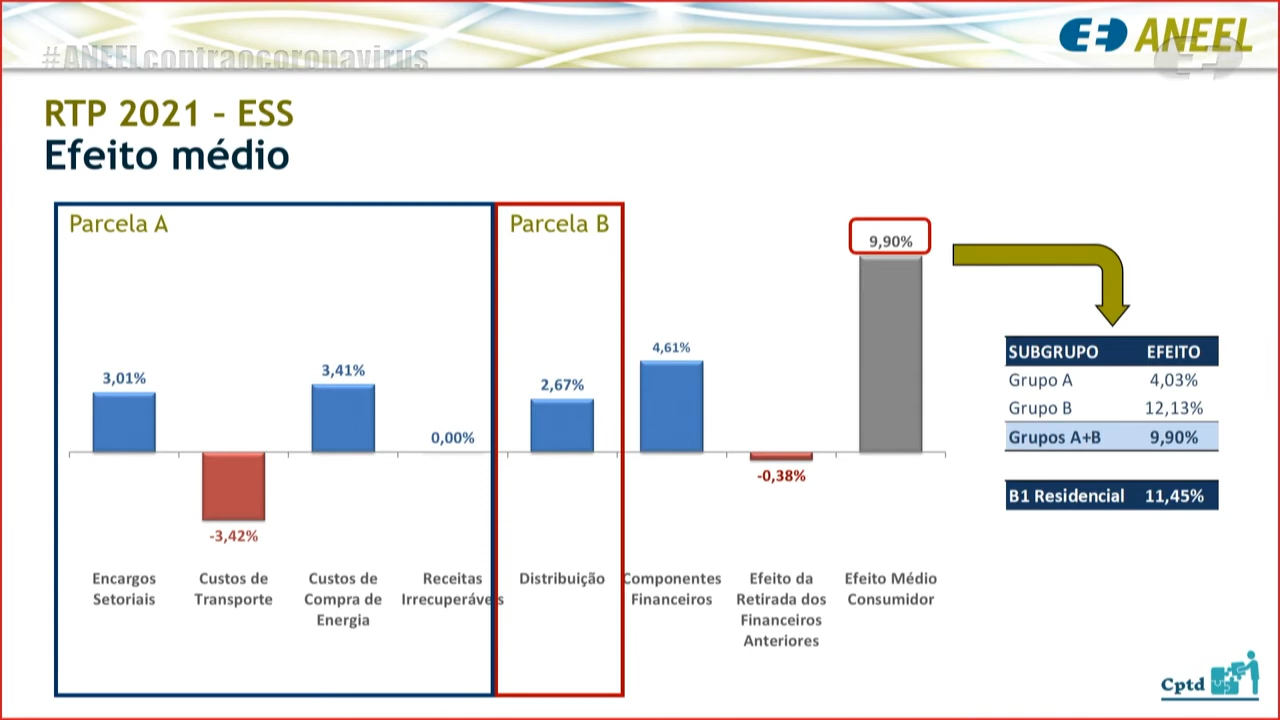 #ANEELcontraocoronavirus
ANEEL
RTP 2021 – ESS
Efeito médio
Parcela A
Parcela B
9,90%
3,01%
-3,42%
3,41%
0,00%
2,67%
4,61%
-0,38%
Encargos
Setoriais
Custos de
Transporte
Custos de
Compra de
Energia
Receitas
Irrecuperáveis
Distribuição
Componentes
Financeiros
Efeito da
Retirada dos
Financeiros
Anteriores
Efeito Médio
Consumidor
SUBGRUPO EFEITO
Grupo A 4,03%
Grupo B 12,13%
Grupos A+B 9,90%
B1 Residencial 11,45%
Cptd